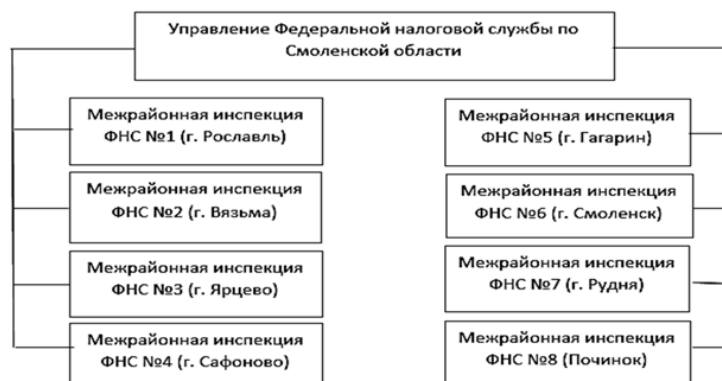 Управление Федеральной налоговой службы по
Смоленской области
Межрайонная инспекция
ФНС №1 (г. Рославль)
Межрайонная инспекция
ФНС №2 (г. Вязьма)
Межрайонная инспекция
ФНС №3 (г. Ярцево)
Межрайонная инспекция
ФНС №4 (г. Сафоново)
Межрайонная инспекция
ФНС №5 (г. Гагарин)
Межрайонная инспекция
ФНС №6 (г. Смоленск)
Межрайонная инспекция
ФНС №7 (г. Рудня)
Межрайонная инспекция
ФНС №8 (Починок)